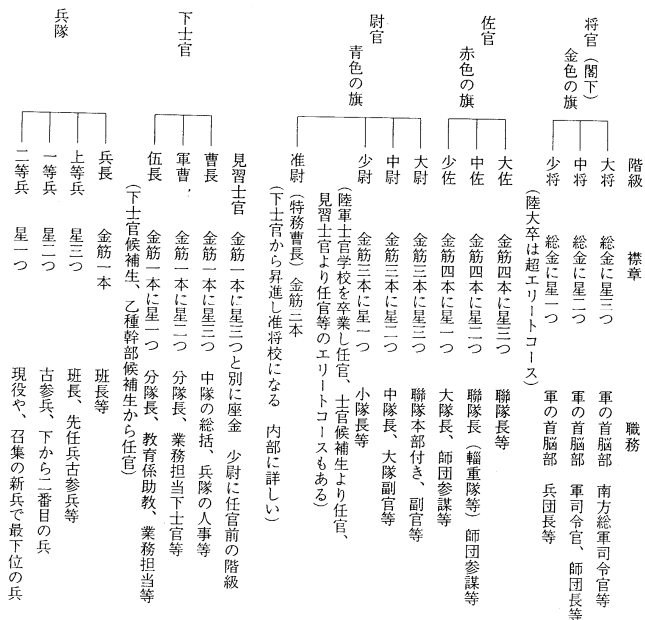 階級　襟章　職務
将官（閣下）
金色の旗
大将　総金に星三つ　軍の首脳部　南方総軍司令官等
中将　総金に星二つ　軍の首脳部　軍司令官、師団長等
少将　総金に星一つ　軍の首脳部　兵団長等
（陸大卒は超エリートコース）
佐官
赤色の旗
大佐　金筋四本に星三つ　聯隊長等
中佐　金筋四本に星二つ　聯隊長（輜重隊等）師団参謀等
少佐　金筋四本に星一つ　大隊長、師団参謀等
尉官
青色の旗
大尉　金筋三本に星三つ　聯隊本部付き、副官等
中尉　金筋三本に星二つ　中隊長、大隊副官等
少尉　金筋三本に星一つ　小隊長等
（陸軍士官学校を卒業し任官、士官候補生より任官、
見習士官より任官等のエリートコースもある）
准尉（特務曹長）金筋三本
（下士官から昇進し准将校になる　内部に詳しい）
下士官
見習士官　金筋一本に星三つと別に座金　少尉に任官前の階級
曹長　金筋一本に星三つ　中隊の総括、兵隊の人事等
軍曹　金筋一本に星二つ　分隊長、業務担当下士官等
伍長　金筋一本に星一つ　分隊長、教育係助教、業務担当等
（下士官候補生、乙種幹部候補生から任官）
兵隊
兵長　金筋一本　班長等
上等兵　星三つ　班長、先任兵古参兵等
一等兵　星二つ　古参兵、下から二番目の兵
二等兵　星一つ　現役や、召集の新兵で最下位の兵